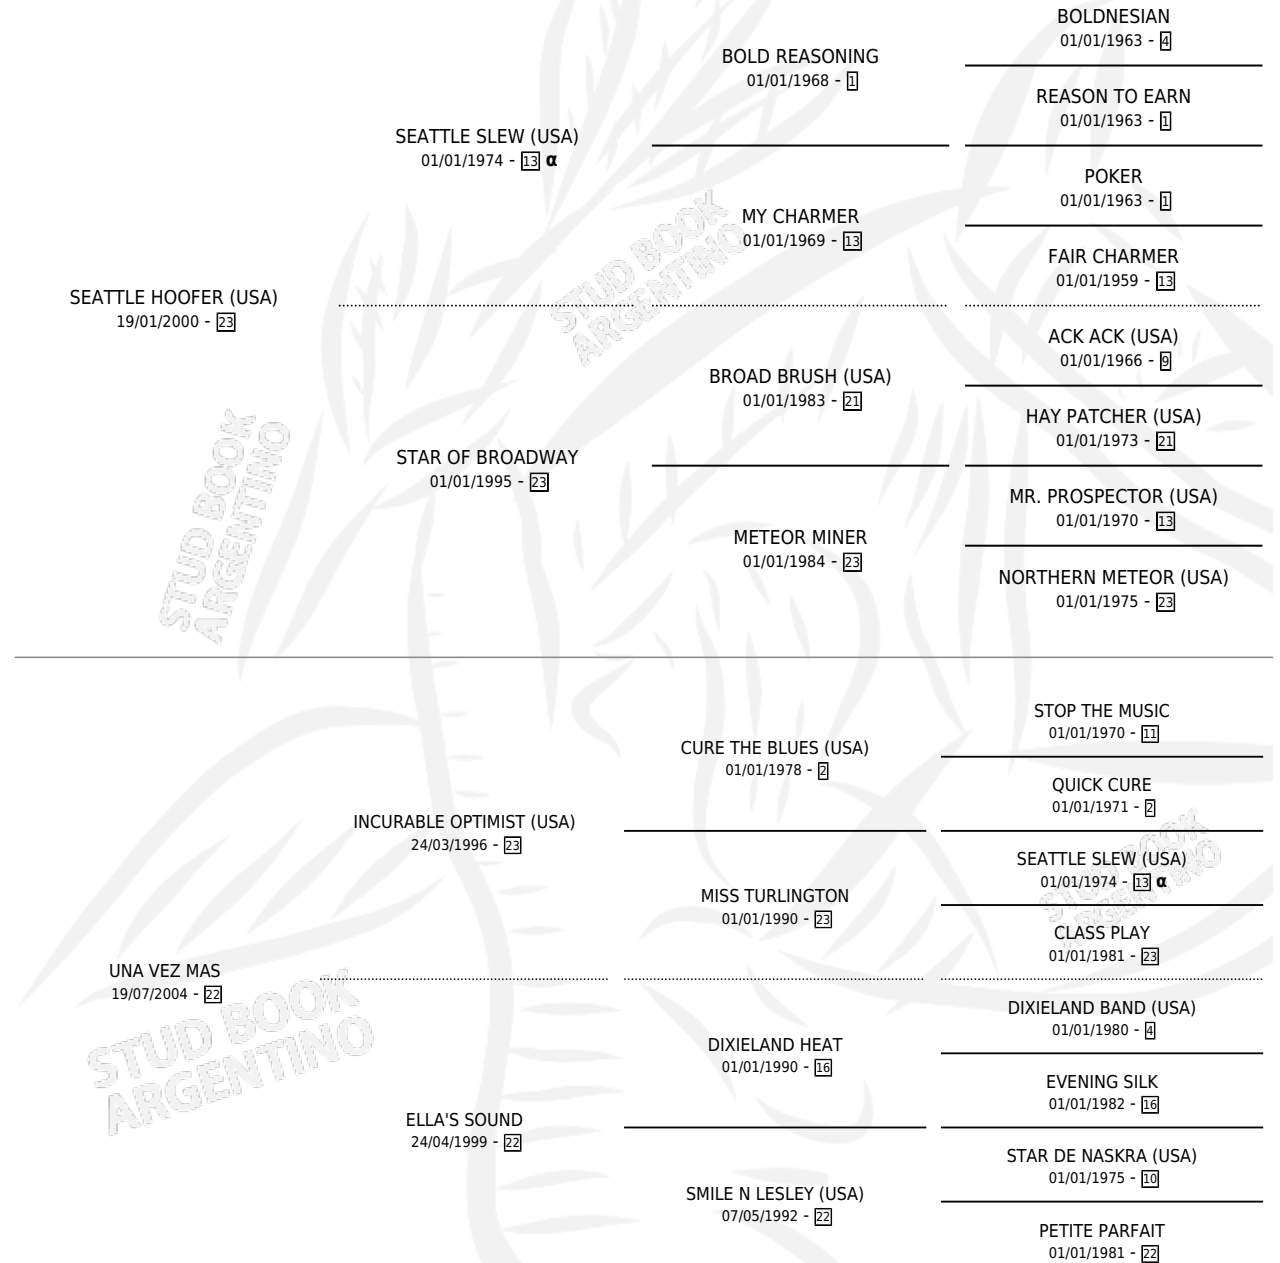 BOLDNESIAN
01/01/1963 - 4
BOLD REASONING
01/01/1968 - 1
REASON TO EARN
01/01/1963 - 1
SEATTLE SLEW (USA)
01/01/1974 - 13 α
POKER
01/01/1963 - 1
MY CHARMER
01/01/1969 - 13
FAIR CHARMER
01/01/1959 - 13
SEATTLE HOOFER (USA)
19/01/2000 - 23
ACK ACK (USA)
01/01/1966 - 9
BROAD BRUSH (USA)
01/01/1983 - 21
HAY PATCHER (USA)
01/01/1973 - 21
STAR OF BROADWAY
01/01/1995 - 23
MR. PROSPECTOR (USA)
01/01/1970 - 13
METEOR MINER
01/01/1984 - 23
NORTHERN METEOR (USA)
01/01/1975 - 23
STOP THE MUSIC
01/01/1970 - 11
CURE THE BLUES (USA)
01/01/1978 - 2
QUICK CURE
01/01/1971 - 2
INCURABLE OPTIMIST (USA)
24/03/1996 - 23
SEATTLE SLEW (USA)
01/01/1974 - 13 α
MISS TURLINGTON
01/01/1990 - 23
CLASS PLAY
01/01/1981 - 23
UNA VEZ MAS
19/07/2004 - 22
DIXIELAND BAND (USA)
01/01/1980 - 4
DIXIELAND HEAT
01/01/1990 - 16
EVENING SILK
01/01/1982 - 16
ELLA'S SOUND
24/04/1999 - 22
STAR DE NASKRA (USA)
01/01/1975 - 10
SMILE N LESLEY (USA)
07/05/1992 - 22
PETITE PARFAIT
01/01/1981 - 22
STUD BOOK
ARGENTINO
STUD BOOK
ARGENTINO
STUD BOOK
ARGENTINO
STUD BOOK
ARGENTINO